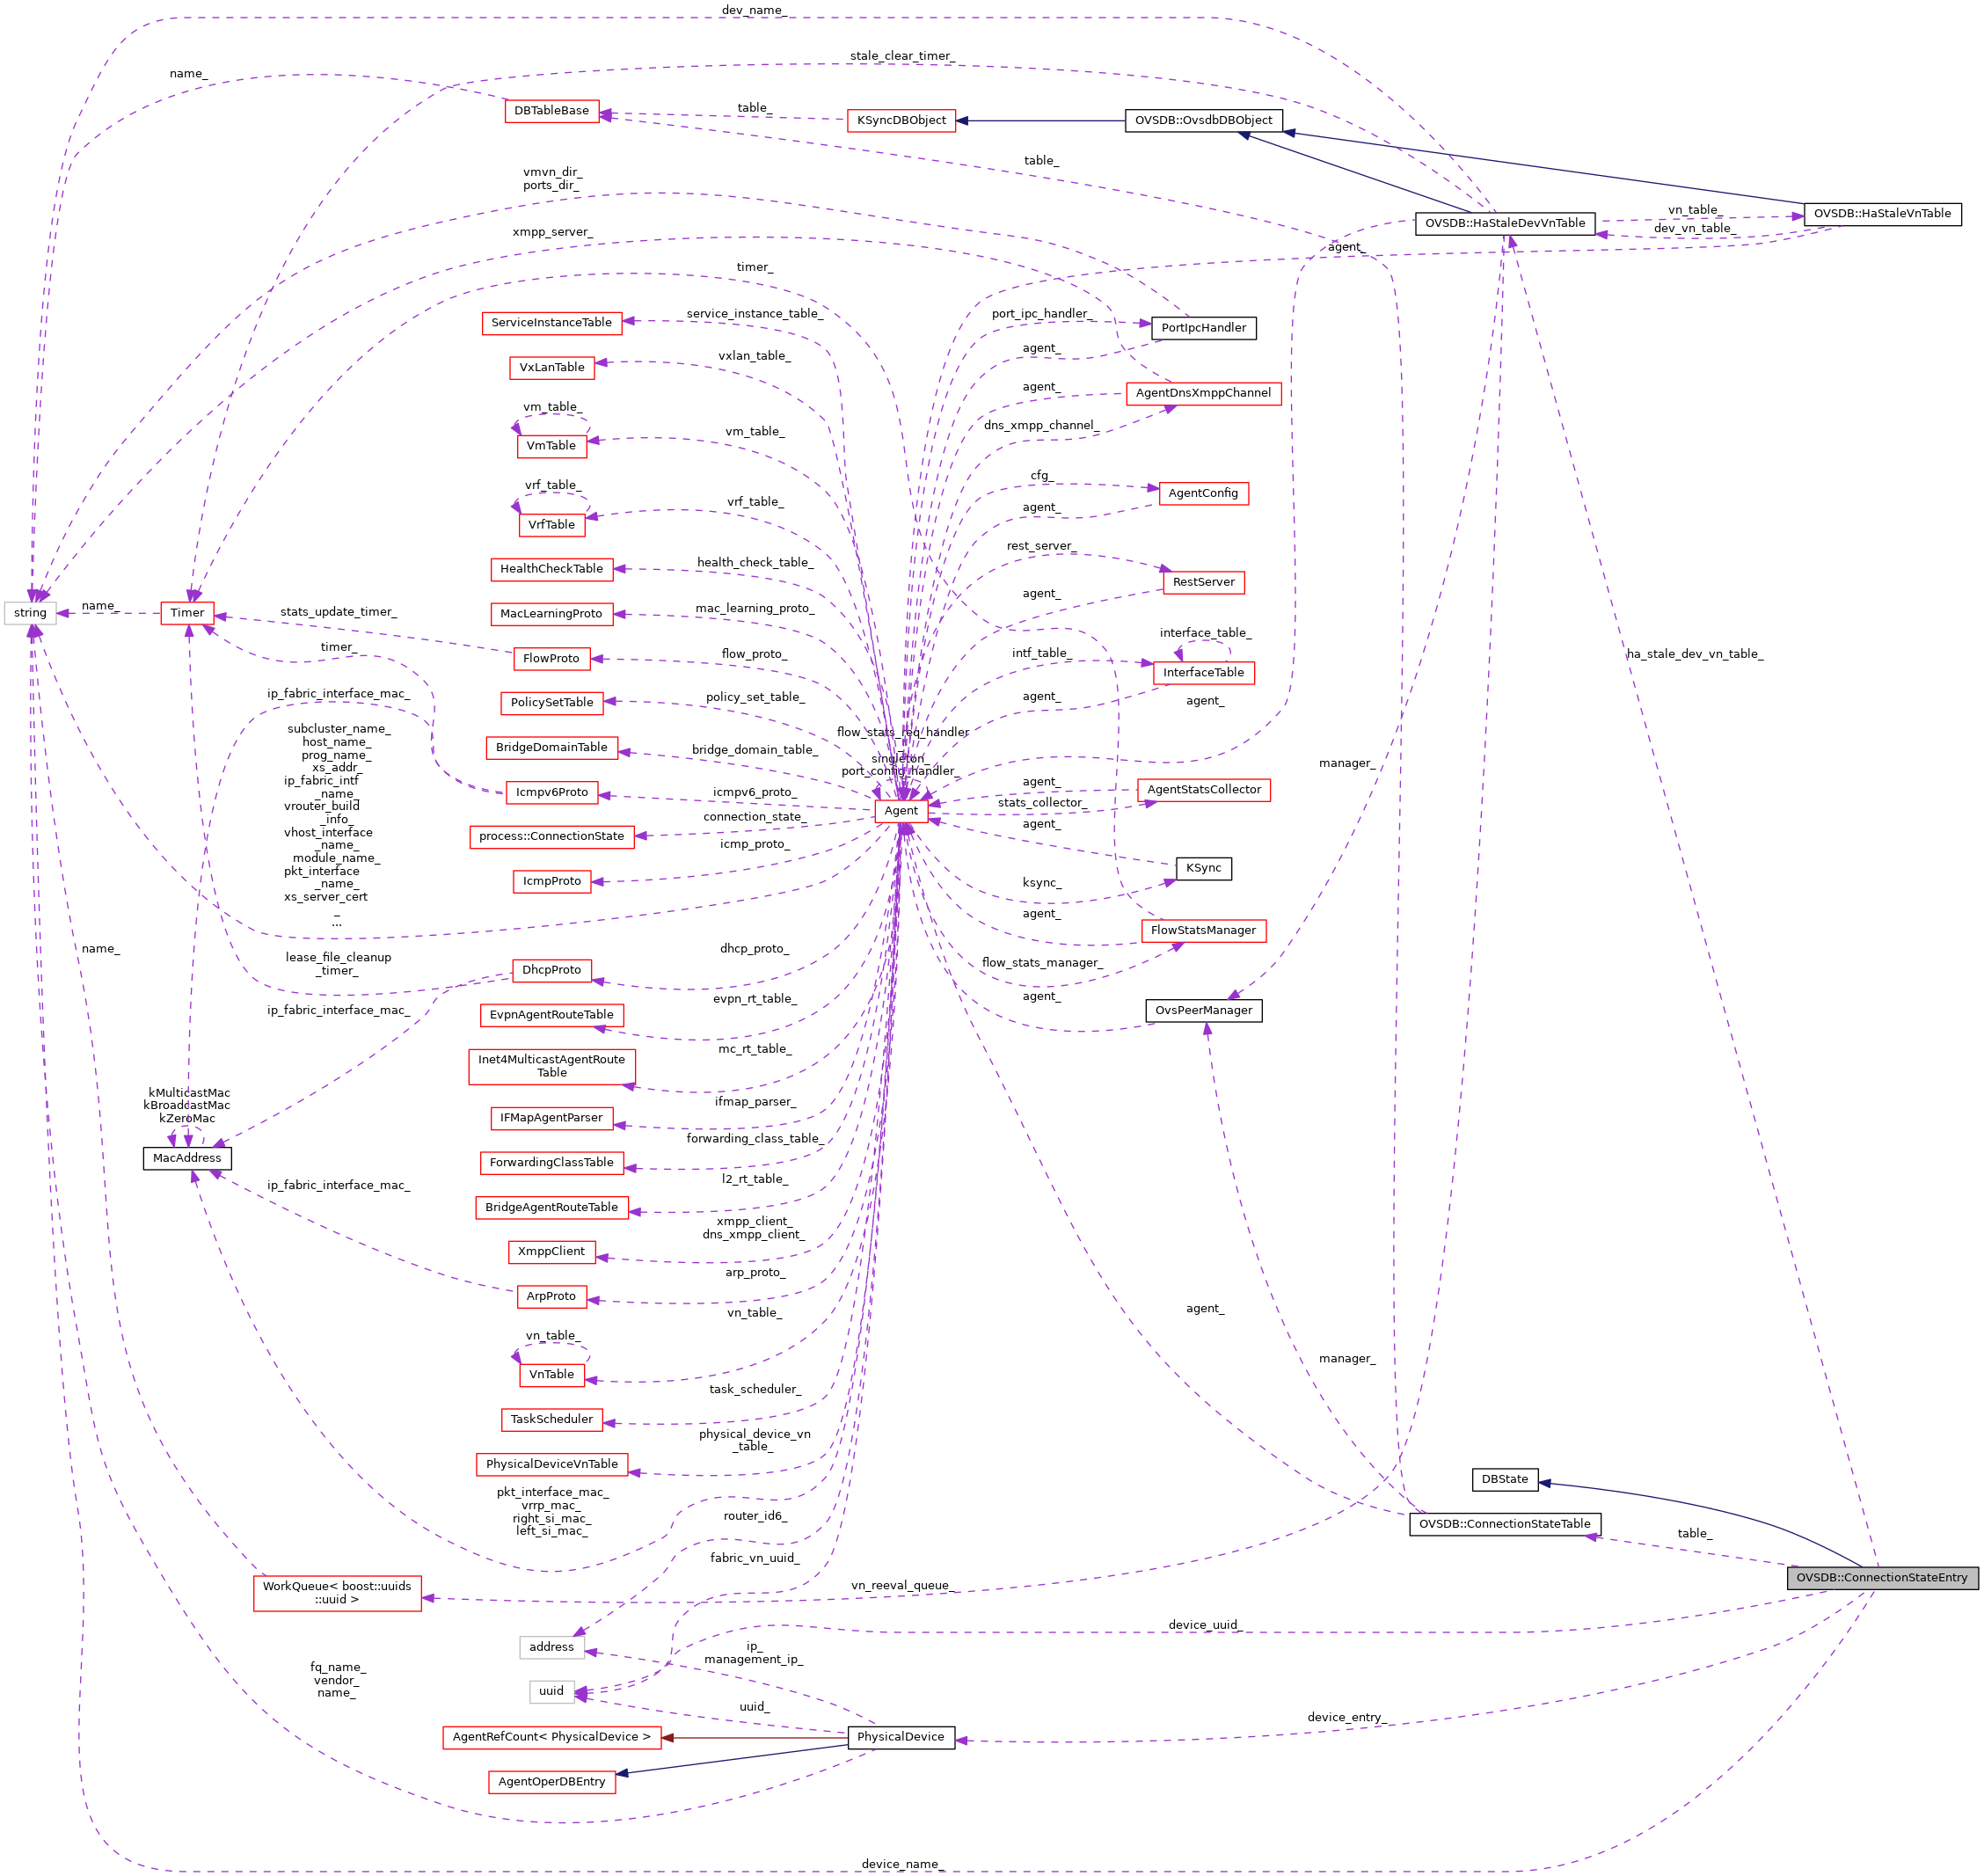 dev_name_
stale_clear_timer_
name_
DBTableBase
table_
KSyncDBObject
OVSDB::OvsdbDBObject
table_
vmvn_dir_
ports_dir_
vn_table_
OVSDB::HaStaleVnTable
OVSDB::HaStaleDevVnTable
dev_vn_table_
xmpp_server_
agent_
timer_
service_instance_table_
port_ipc_handler_
ServiceInstanceTable
PortIpcHandler
vxlan_table_
agent_
VxLanTable
agent_
AgentDnsXmppChannel
vm_table_
vm_table_
dns_xmpp_channel_
VmTable
cfg_
vrf_table_
AgentConfig
vrf_table_
agent_
VrfTable
rest_server_
health_check_table_
HealthCheckTable
RestServer
agent_
mac_learning_proto_
string
name_
Timer
stats_update_timer_
MacLearningProto
interface_table_
timer_
flow_proto_
intf_table_
ha_stale_dev_vn_table_
FlowProto
InterfaceTable
ip_fabric_interface_mac_
policy_set_table_
agent_
agent_
PolicySetTable
subcluster_name_
host_name_
prog_name_
xs_addr_
ip_fabric_intf
_name_
vrouter_build
_info_
vhost_interface
_name_
module_name_
pkt_interface
_name_
xs_server_cert
_
...
flow_stats_req_handler
_
singleton_
port_config_handler_
BridgeDomainTable
bridge_domain_table_
manager_
agent_
AgentStatsCollector
Icmpv6Proto
icmpv6_proto_
stats_collector_
Agent
connection_state_
agent_
process::ConnectionState
icmp_proto_
KSync
IcmpProto
ksync_
agent_
FlowStatsManager
name_
dhcp_proto_
lease_file_cleanup
_timer_
flow_stats_manager_
DhcpProto
evpn_rt_table_
agent_
ip_fabric_interface_mac_
OvsPeerManager
EvpnAgentRouteTable
mc_rt_table_
Inet4MulticastAgentRoute
Table
kMulticastMac
kBroadcastMac
kZeroMac
ifmap_parser_
IFMapAgentParser
forwarding_class_table_
MacAddress
ForwardingClassTable
ip_fabric_interface_mac_
l2_rt_table_
BridgeAgentRouteTable
xmpp_client_
dns_xmpp_client_
XmppClient
arp_proto_
ArpProto
vn_table_
agent_
vn_table_
manager_
VnTable
task_scheduler_
TaskScheduler
physical_device_vn
_table_
PhysicalDeviceVnTable
DBState
pkt_interface_mac_
vrrp_mac_
right_si_mac_
left_si_mac_
router_id6_
OVSDB::ConnectionStateTable
table_
fabric_vn_uuid_
OVSDB::ConnectionStateEntry
WorkQueue< boost::uuids
::uuid >
vn_reeval_queue_
device_uuid_
address
ip_
management_ip_
fq_name_
vendor_
name_
uuid
uuid_
device_entry_
AgentRefCount< PhysicalDevice >
PhysicalDevice
AgentOperDBEntry
device_name_